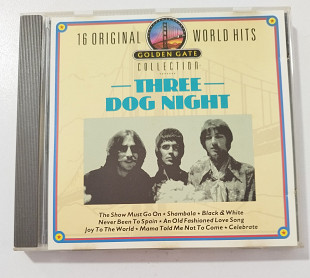 16 ORIGINAL WORLD HITS
GOLDEN GATE
COLLECTION
THREE
DOG NIGHT
The Show Must Go On • Shambala • Black & White
Never Been To Spain • An Old Fashioned Love Song
Joy To The World • Mama Told Me Not To Come • Celebrate